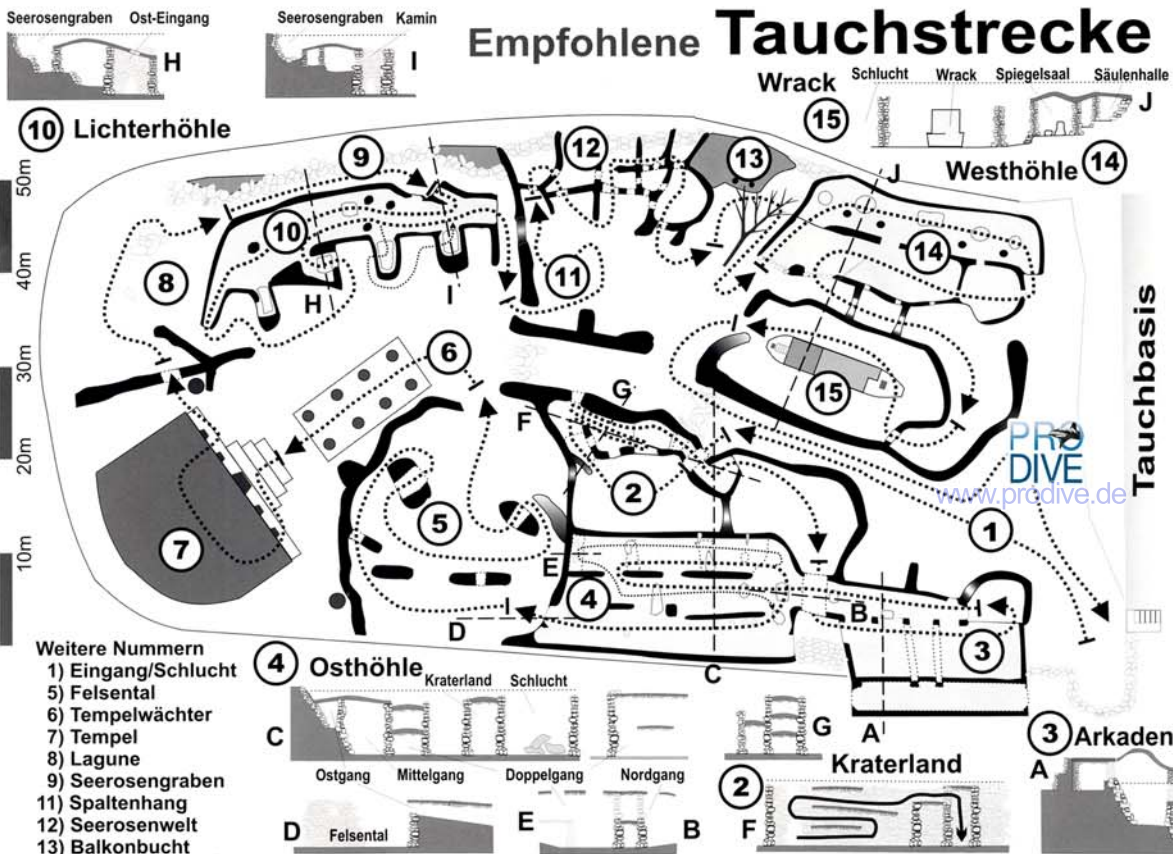 Empfohlene Tauchstrecke
Seerosengraben Ost-Eingang
H
Seerosengraben Kamin
I
Wrack
15
Schlucht Wrack Spiegelsaal Säulenhalle
J
Westhöhle 14
10 Lichterhöhle
50m
40m
30m
20m
10m
9
12
13
J
10
14
8
11
H
I
6
15
G
F
2
PRO
DIVE
www.prodive.de
Tauchbasis
1
5
7
E
4
B
D
3
C
A
Weitere Nummern
1) Eingang/Schlucht
5) Felsental
6) Tempelwächter
7) Tempel
8) Lagune
9) Seerosengraben
11) Spaltenhang
12) Seerosenwelt
13) Balkonbucht
4 Osthöhle
Kraterland Schlucht
C
Ostgang Mittelgang Doppelgang Nordgang
D
Felsental
E
B
G
2 Kraterland
F
3 Arkaden
A